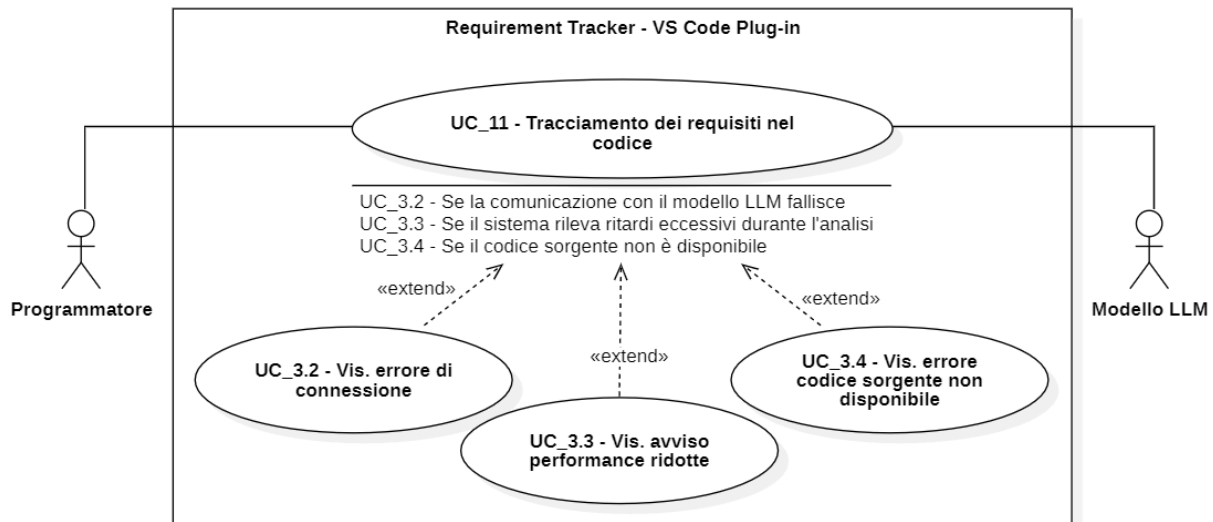 Requirement Tracker - VS Code Plug-in
UC_11 - Tracciamento dei requisiti nel
codice
UC_3.2 - Se la comunicazione con il modello LLM fallisce
UC_3.3 - Se il sistema rileva ritardi eccessivi durante l'analisi
UC_3.4 - Se il codice sorgente non è disponibile
Programmatore
Modello LLM
«extend»
«extend»
«extend»
UC_3.2 - Vis. errore di
connessione
UC_3.3 - Vis. avviso
performance ridotte
UC_3.4 - Vis. errore
codice sorgente non
disponibile